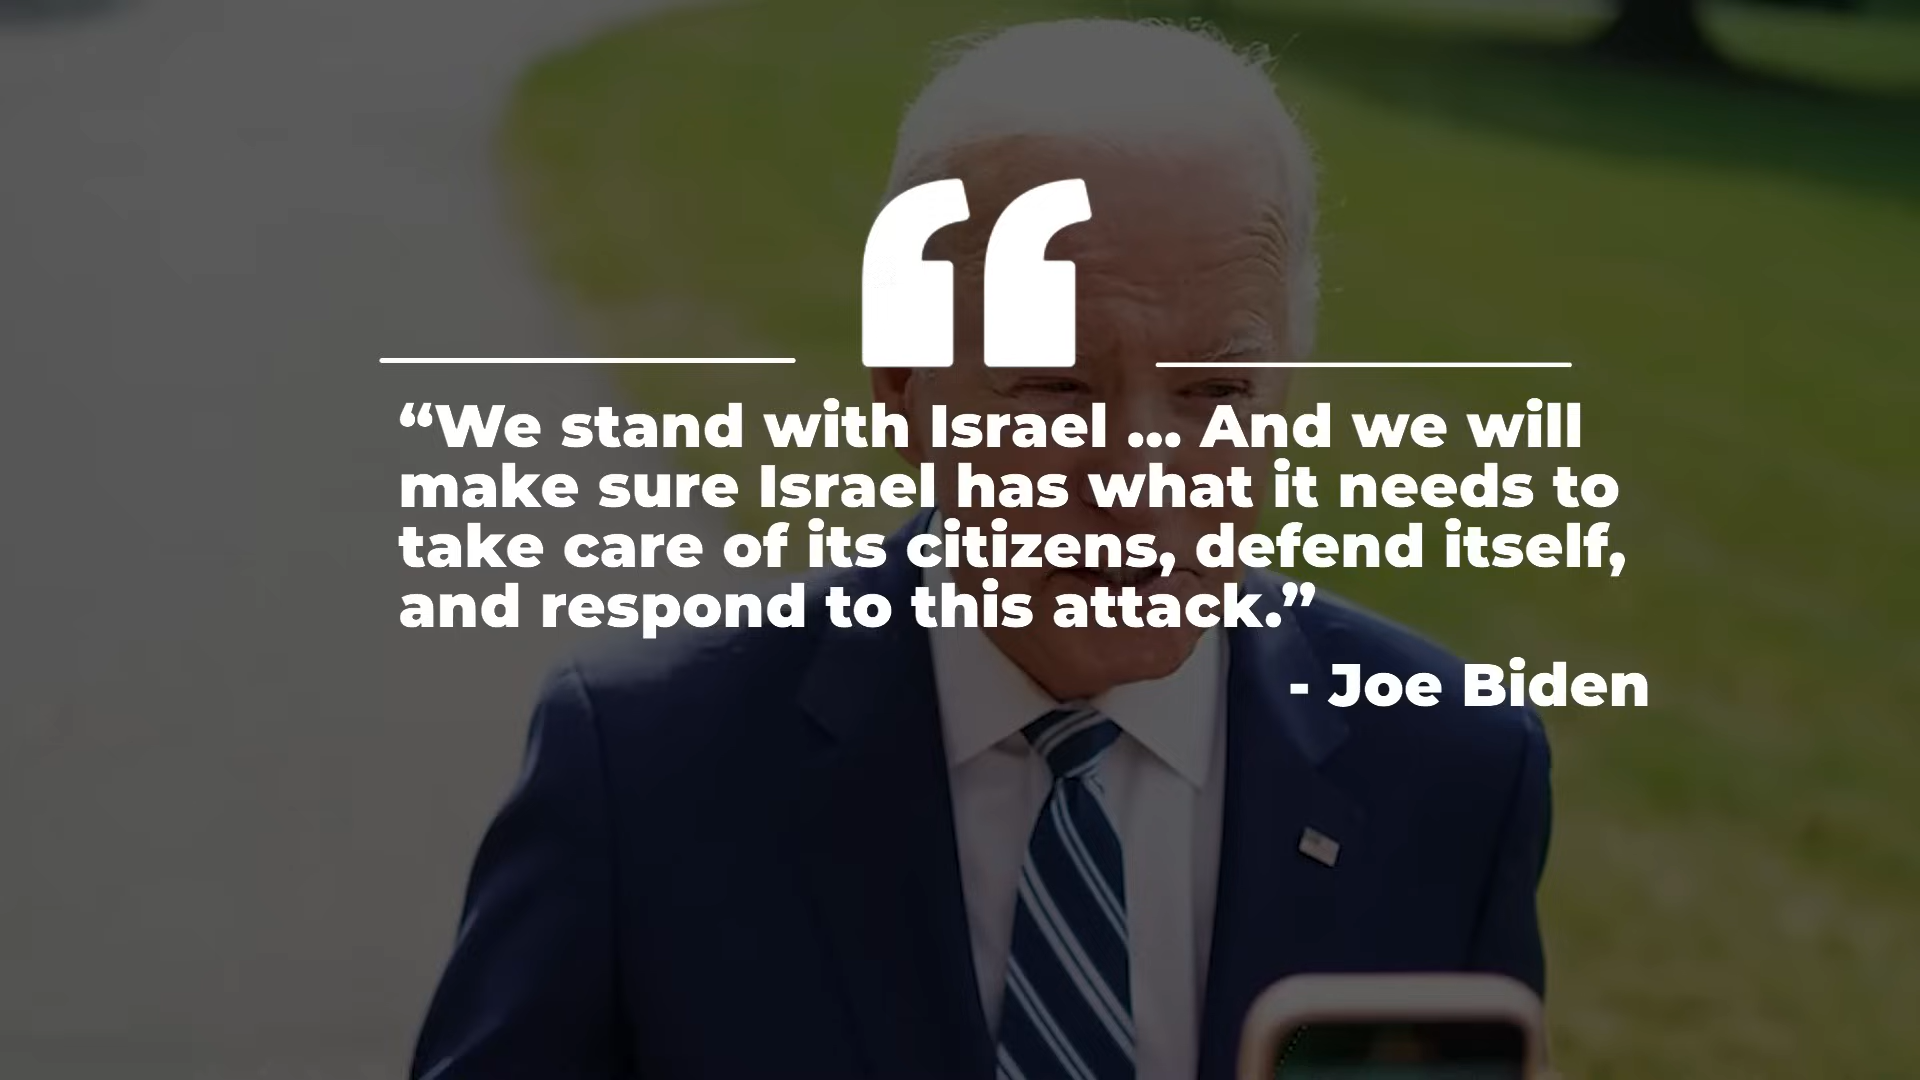 “We stand with Israel ... And we will
make sure Israel has what it needs to
take care of its citizens, defend itself,
and respond to this attack.”
- Joe Biden